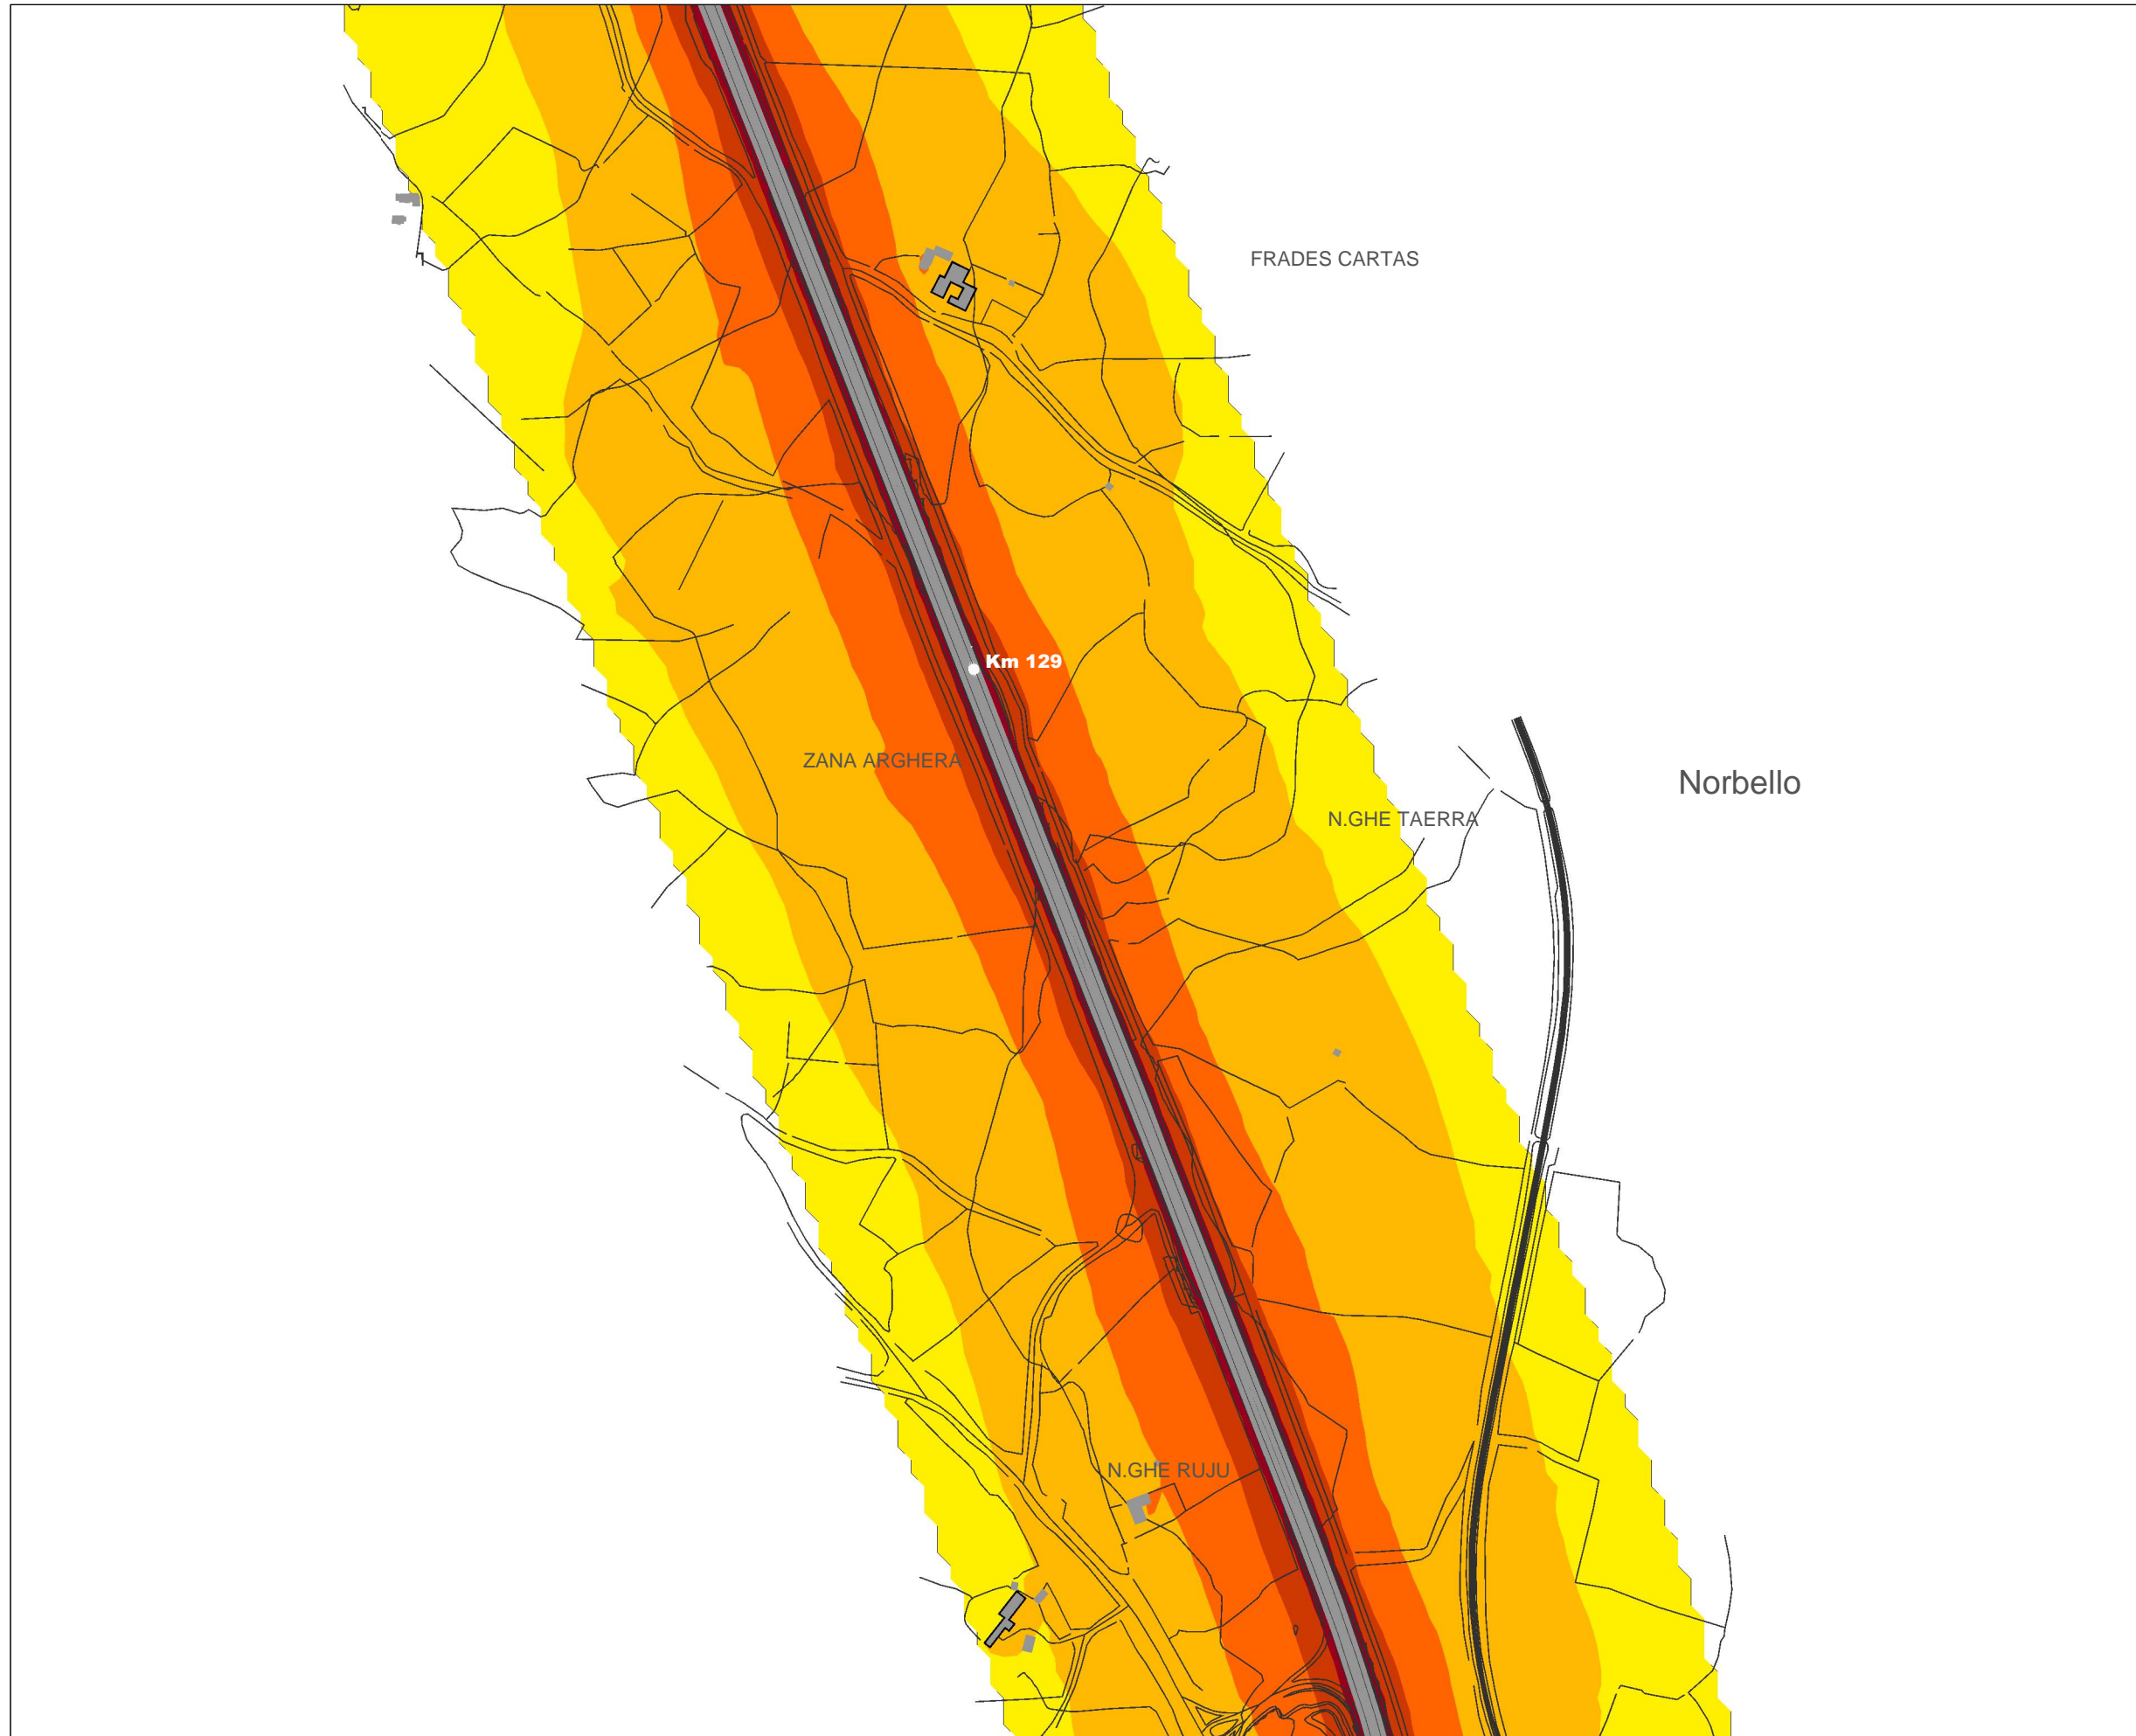 FRADES CARTAS
Km 129
ZANA ARGHERA
Norbello
N.GHE TAERRA
N.GHE RUJU